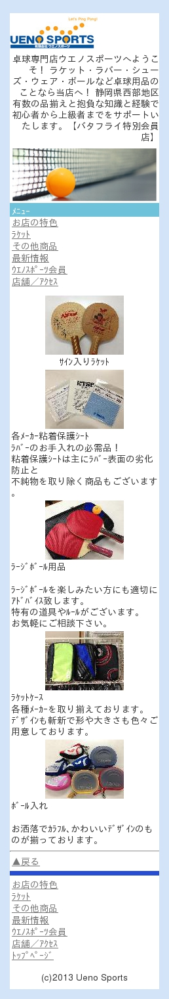 Let's Ping Pong!
UENO SPORTS
有限会社 ウエノスポーツ
卓球専門店ウエノスポーツへようこ
そ！ ラケット・ラバー・シュー
ズ・ウェア・ボールなど卓球用品の
ことなら当店へ！ 静岡県西部地区
有数の品揃えと抱負な知識と経験で
初心者から上級者までをサポートい
たします。【バタフライ特別会員
店】
ﾒﾆｭｰ
お店の特色
ﾗｹｯﾄ
その他商品
最新情報
ｳｴﾉｽﾎﾟｰﾂ会員
店舗／ｱｸｾｽ
ｻｲﾝ入りﾗｹｯﾄ
各ﾒｰｶｰ粘着保護ｼｰﾄ
ﾗﾊﾞｰのお手入れの必需品！
粘着保護ｼｰﾄは主にﾗﾊﾞｰ表面の劣化
防止と
不純物を取り除く商品もございます
。
ﾗｰｼﾞﾎﾞｰﾙ用品
ﾗｰｼﾞﾎﾞｰﾙを楽しみたい方にも適切に
ｱﾄﾞﾊﾞｲｽ致します。
特有の道具やﾙｰﾙがございます。
お気軽にご相談下さい。
ﾗｹｯﾄｹｰｽ
各種ﾒｰｶｰを取り揃えております。
ﾃﾞｻﾞｲﾝも斬新で形や大きさも色々ご
用意しております。
ﾎﾞｰﾙ入れ
お洒落でｶﾗﾌﾙ､かわいいﾃﾞｻﾞｲﾝのも
のが揃っております。
▲戻る
お店の特色
ﾗｹｯﾄ
その他商品
最新情報
ｳｴﾉｽﾎﾟｰﾂ会員
店舗／ｱｸｾｽ
ﾄｯﾌﾟﾍﾟｰｼﾞ
(c)2013 Ueno Sports